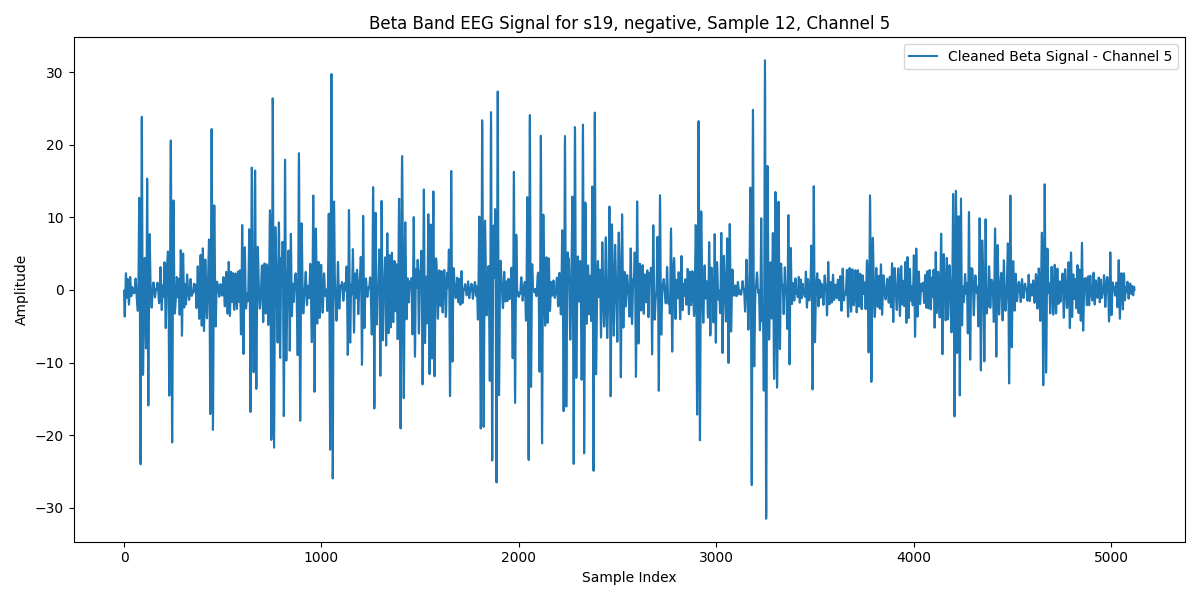 Beta Band EEG Signal for s19, negative, Sample 12, Channel 5
Cleaned Beta Signal - Channel 5
Amplitude
30
20
10
0
−10
−20
−30
0 1000 2000 3000 4000 5000
Sample Index